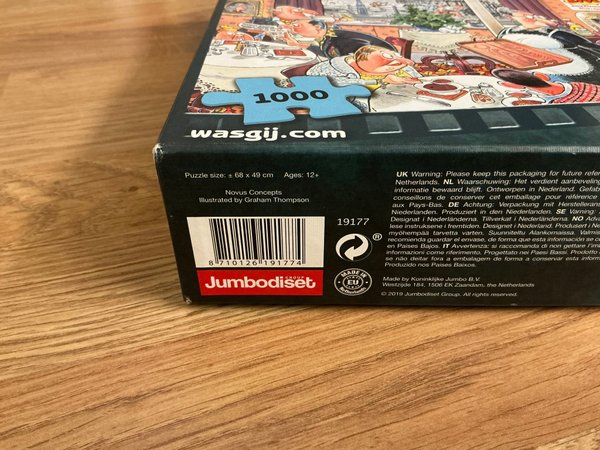 1000
wasgij.com
Puzzle size: ± 68 x 49 cm Ages: 12+
Novus Concepts
Illustrated by Graham Thompson
8 710126 191774
GROUP
Jumbodiset
19177
®
MADE IN
EU
Netherlands
UK Warning: Please keep this packaging for future refer
Netherlands. NL Waarschuwing: Het verdient aanbeveling
informatie bewaard blijft. Ontworpen in Nederland. Gefab
conseillons de conserver cet emballage pour référence
aux Pays-Bas. DE Achtung: Verpackung mit Herstellerin
Niederlanden. Produziert in den Niederlanden. SE Varning:
Designat i Nederländerna. Tillverkat i Nederländerna. NO Adv
lese instruksene i fremtiden. Designet i Nederland. Produsert i Ne
myöhempää tarvetta varten. Suunniteltu Alankomaissa. Valmis
recomienda guardar el envase, de forma que esta información se c
en Países Bajos. IT Avvertenza: si raccomanda di non gettare l'im
informazioni come riferimento. Progettato nei Paesi Bassi. Prodotto
se não deitar fora a embalagem de forma a conservar esta inform
Produzido nos Países Baixos.
Made by Koninklijke Jumbo B.V.
Westzijde 184, 1506 EK Zaandam, the Netherlands
© 2019 Jumbodiset Group. All rights reserved.